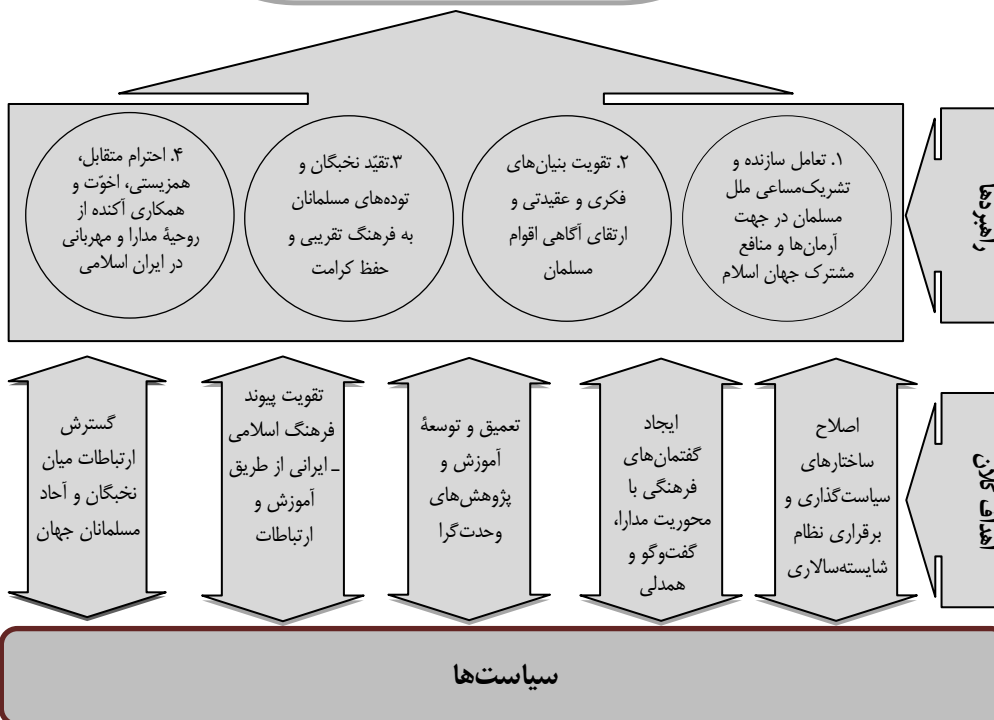 راهبردها
۱. تعامل سازنده و
تشریک‌مساعی ملل
مسلمان در جهت
آرمان‌ها و منافع
مشترک جهان اسلام
۲. تقویت بنیان‌های
فکری و عقیدتی و
ارتقای آگاهی اقوام
مسلمان
۳.تقیّد نخبگان و
توده‌های مسلمانان
به فرهنگ تقریبی و
حفظ کرامت
۴. احترام متقابل،
همزیستی، اخوّت و
همکاری آکنده از
روحیۀ مدارا و مهربانی
در ایران اسلامی
اهداف کلان
اصلاح
ساختارهای
سیاست‌گذاری و
برقراری نظام
شایسته‌سالاری
ایجاد
گفتمان‌های
فرهنگی با
محوریت مدارا،
گفت‌وگو و
همدلی
تعمیق و توسعۀ
آموزش و
پژوهش‌های
وحدت‌گرا
تقویت پیوند
فرهنگ اسلامی
ـ ایرانی از طریق
آموزش و
ارتباطات
گسترش
ارتباطات میان
نخبگان و آحاد
مسلمانان جهان
سیاست‌ها